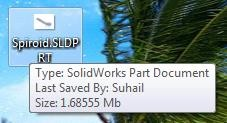 Spiroid.SLDP
RT
Type: SolidWorks Part Document
Last Saved By: Suhail
Size: 1.68555 Mb